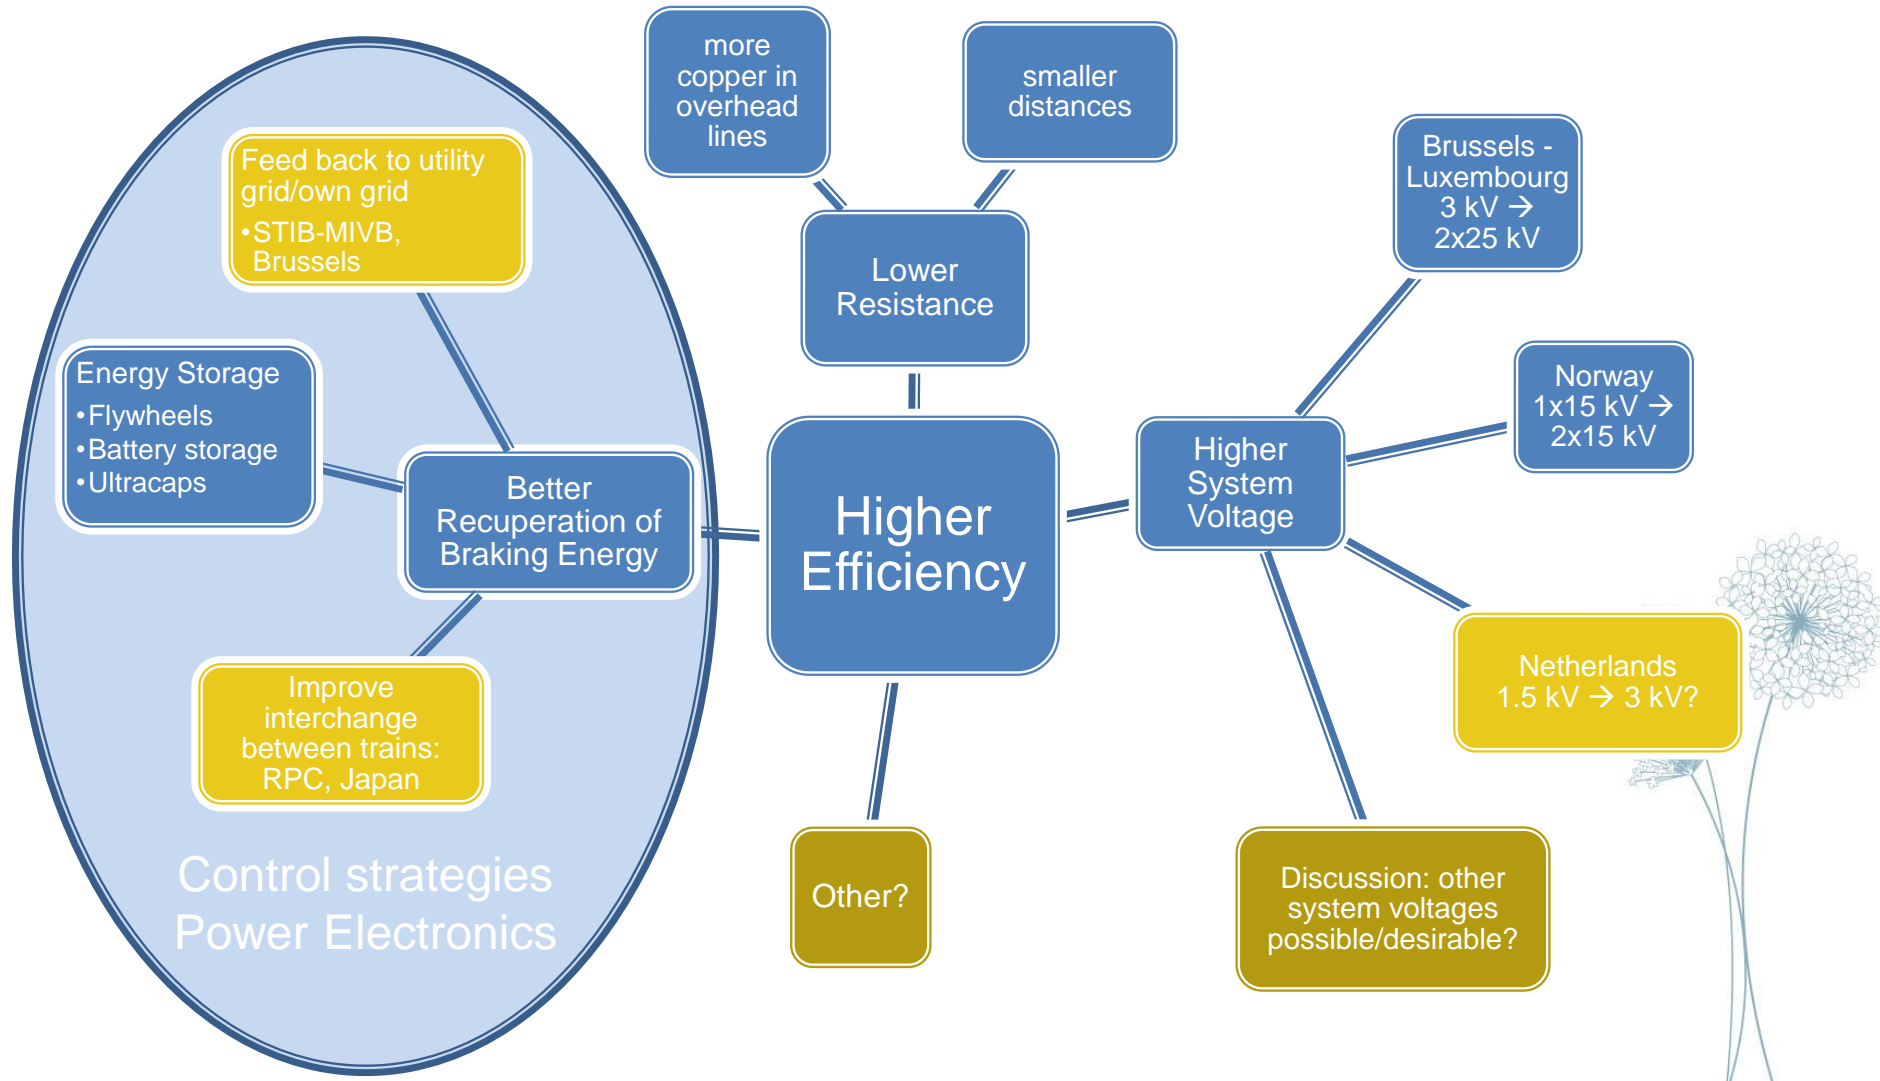 more
copper in
overhead
lines
smaller
distances
Brussels -
Luxembourg
3 kV →
2x25 kV
Feed back to utility
grid/own grid
•STIB-MIVB,
Brussels
Lower
Resistance
Energy Storage
•Flywheels
•Battery storage
•Ultracaps
Norway
1x15 kV →
2x15 kV
Better
Recuperation of
Braking Energy
Higher
Efficiency
Higher
System
Voltage
Improve
interchange
between trains:
RPC, Japan
Netherlands
1.5 kV → 3 kV?
Control strategies
Power Electronics
Other?
Discussion: other
system voltages
possible/desirable?